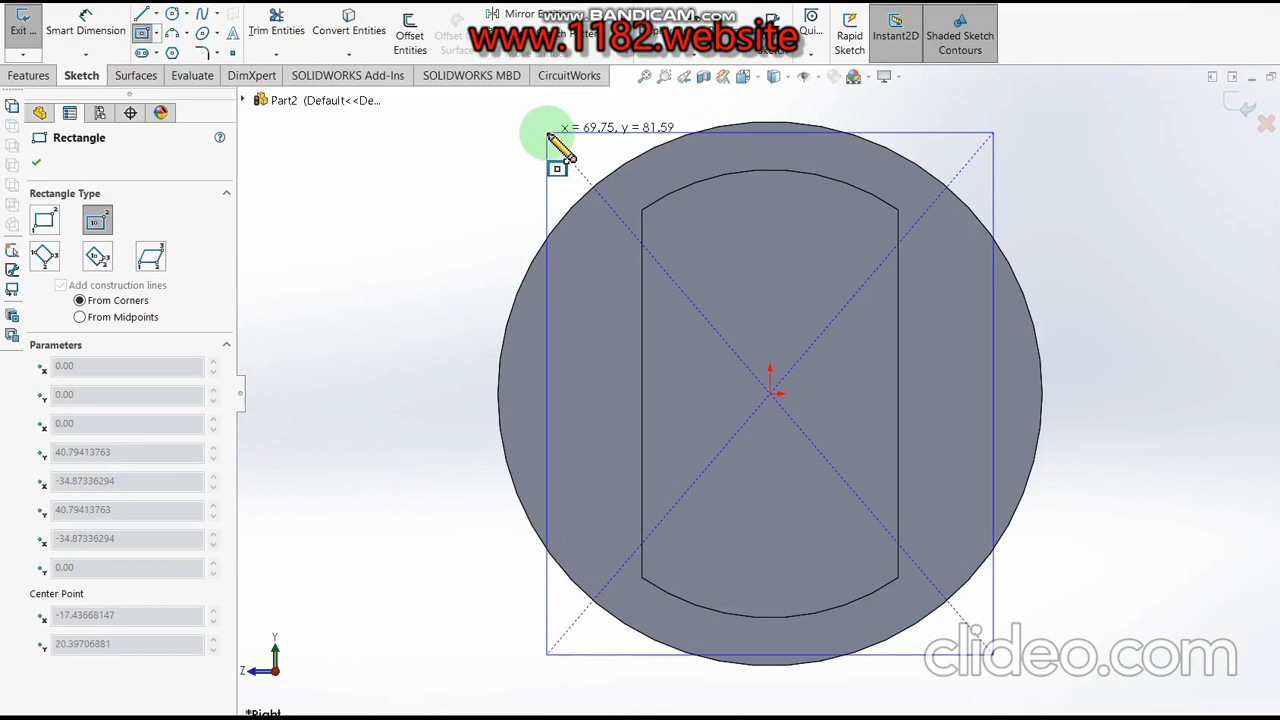 www.BANDICAM.com
www.1182.website
Exit ...
Smart Dimension
Trim Entities
Convert Entities
Offset Entities
Mirror Entities
Rapid Sketch
Instant2D
Shaded Sketch Contours
Qui...
Features
Sketch
Surfaces
Evaluate
DimXpert
SOLIDWORKS Add-Ins
SOLIDWORKS MBD
CircuitWorks
Part2 (Default<<De...
Rectangle
x = 69.75, y = 81.59
Rectangle Type
Add construction lines
From Corners
From Midpoints
Parameters
0.00
0.00
0.00
40.79413763
-34.87336294
40.79413763
-34.87336294
0.00
Center Point
-17.43668147
20.39706881
Y
Z
*Right
clideo.com